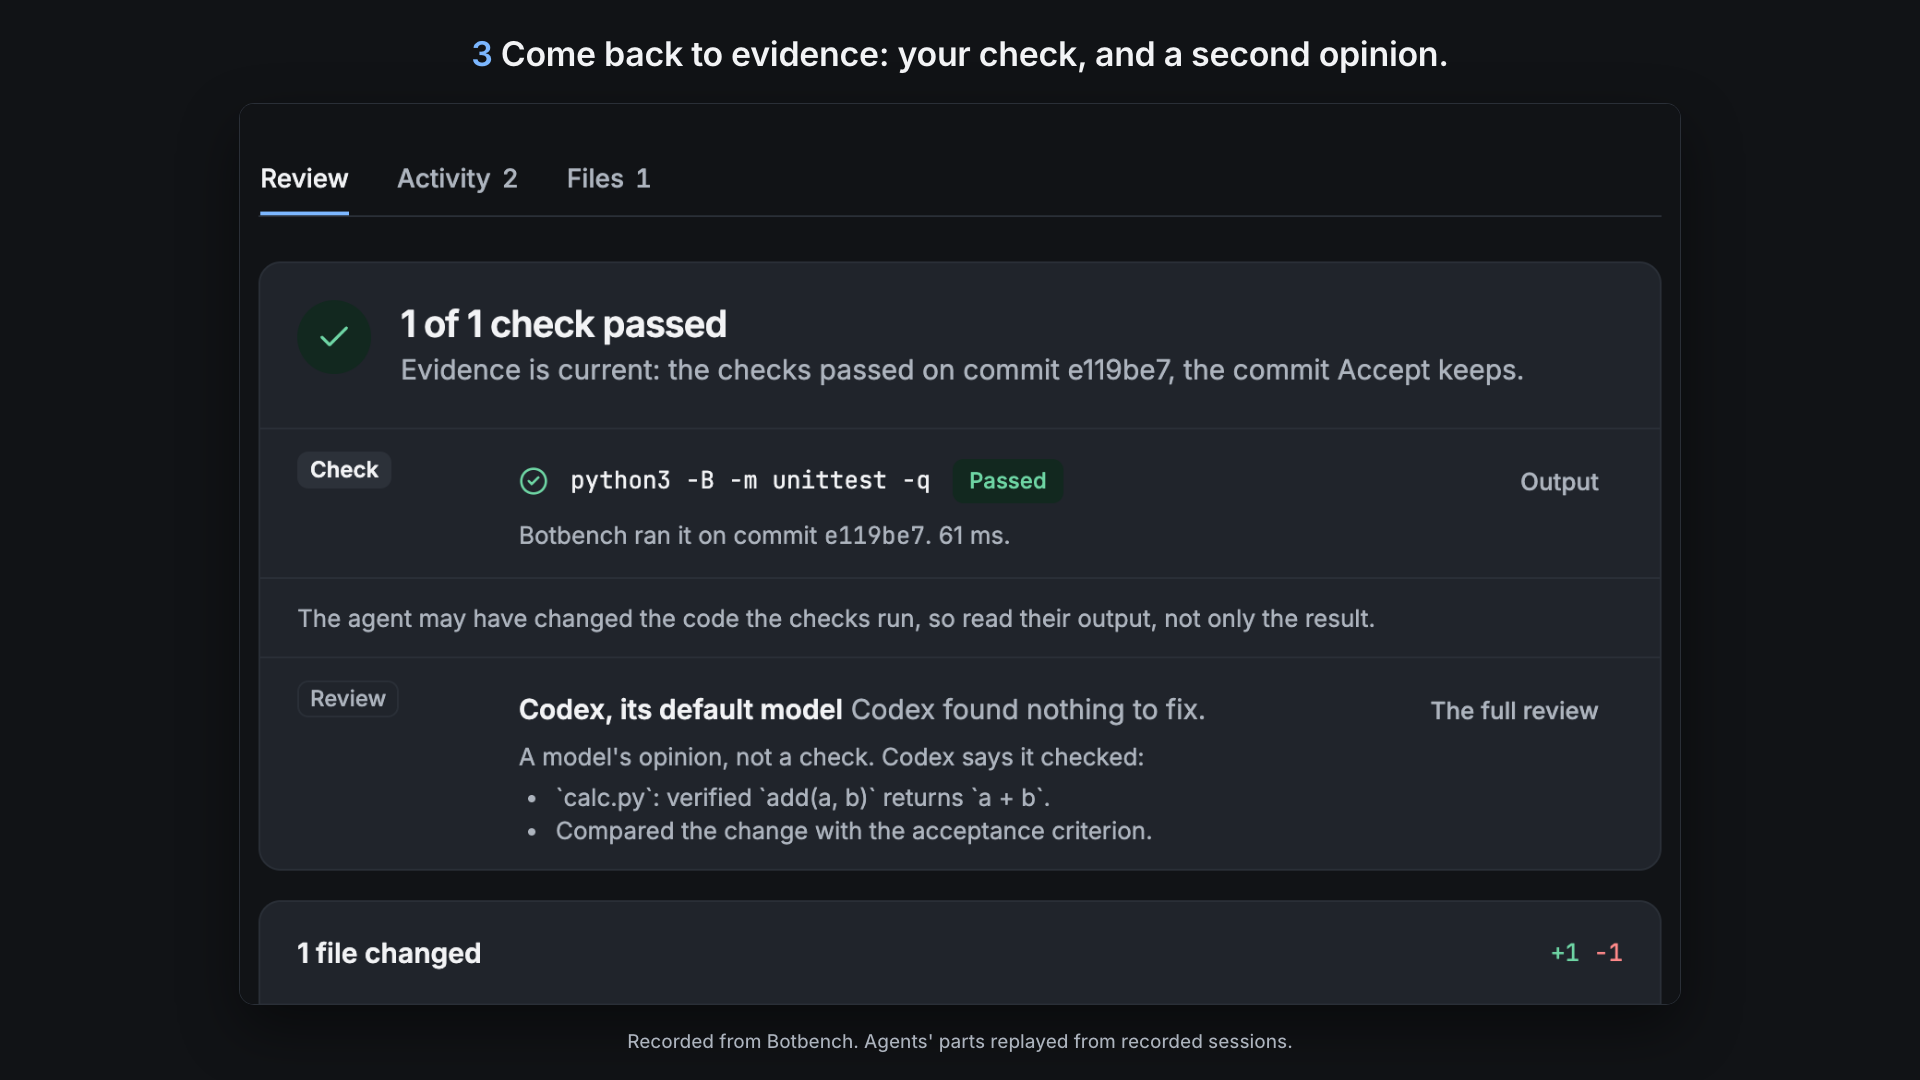 3 Come back to evidence: your check, and a second opinion.
Review Activity 2 Files 1
1 of 1 check passed
Evidence is current: the checks passed on commit e119be7, the commit Accept keeps.
Check python3 -B -m unittest -q Passed Output
Botbench ran it on commit e119be7. 61 ms.
The agent may have changed the code the checks run, so read their output, not only the result.
Review Codex, its default model Codex found nothing to fix. The full review
A model's opinion, not a check. Codex says it checked:
• `calc.py`: verified `add(a, b)` returns `a + b`.
• Compared the change with the acceptance criterion.
1 file changed +1 -1
Recorded from Botbench. Agents' parts replayed from recorded sessions.